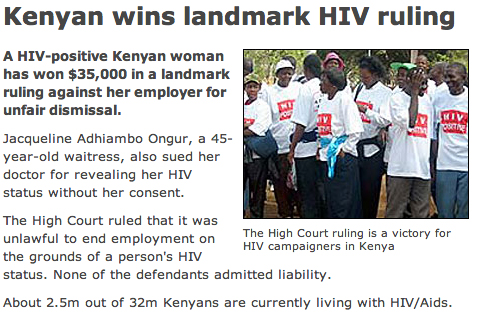 Kenyan wins landmark HIV ruling
A HIV-positive Kenyan woman
has won $35,000 in a landmark
ruling against her employer for
unfair dismissal.
Jacqueline Adhiambo Ongur, a 45-
year-old waitress, also sued her
doctor for revealing her HIV
status without her consent.
The High Court ruled that it was
unlawful to end employment on
the grounds of a person's HIV
status. None of the defendants admitted liability.
About 2.5m out of 32m Kenyans are currently living with HIV/Aids.
HIV
POSITIVE
HIV
POSITIVE
HIV
POSITIVE
The High Court ruling is a victory for
HIV campaigners in Kenya